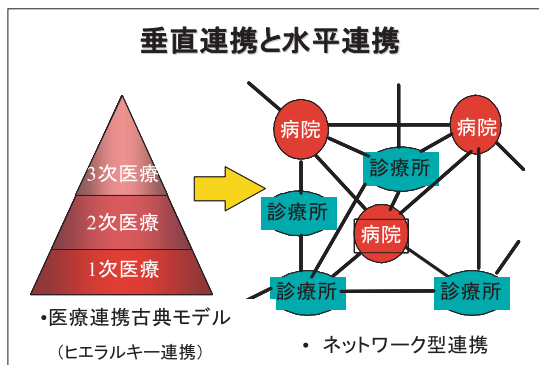 垂直連携と水平連携
3次医療
2次医療
1次医療
•医療連携古典モデル
(ヒエラルキー連携)
病院
病院
診療所
診療所
病院
診療所
診療所
• ネットワーク型連携